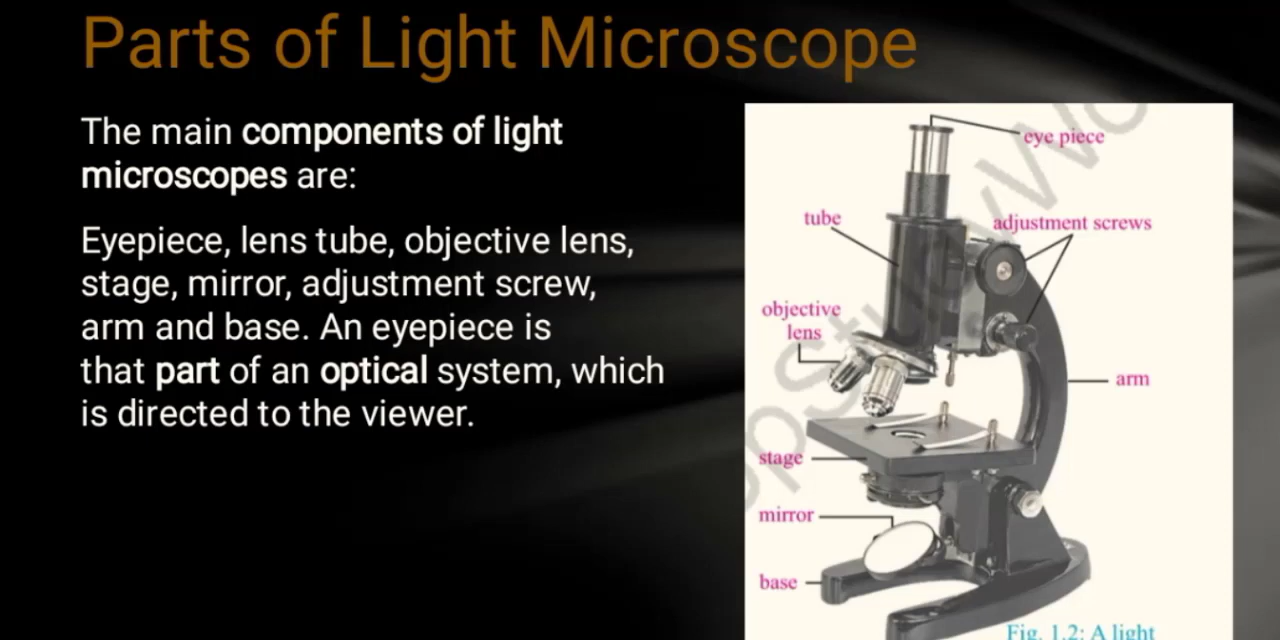 Parts of Light Microscope
The main components of light
microscopes are:
Eyepiece, lens tube, objective lens,
stage, mirror, adjustment screw,
arm and base. An eyepiece is
that part of an optical system, which
is directed to the viewer.
eye piece
tube
adjustment screws
objective
lens
arm
stage
mirror
base
Fig. 1.2: A light